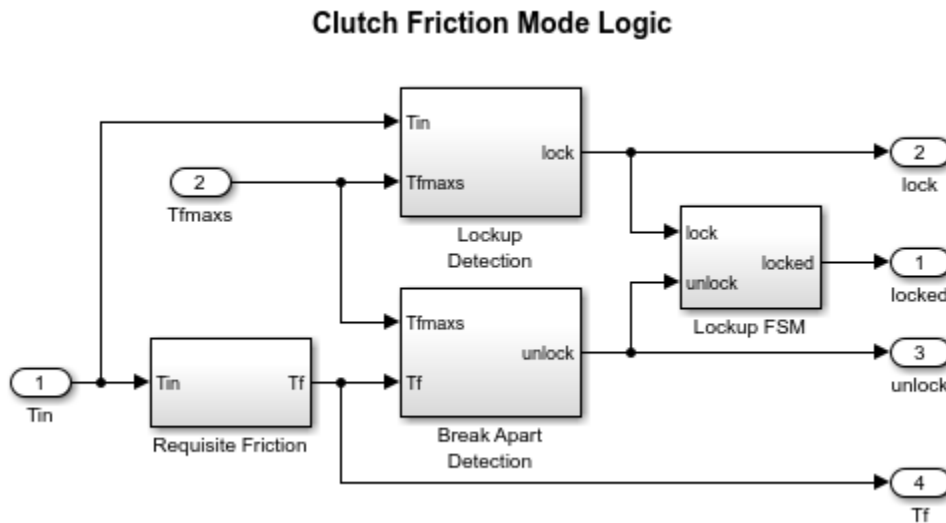 Clutch Friction Mode Logic
Tin
lock
Tfmaxs
Lockup
Detection
2
Tfmaxs
2
lock
lock
locked
unlock
Lockup FSM
1
locked
Tfmaxs
unlock
Tf
Break Apart
Detection
3
unlock
1
Tin
Tin
Tf
Requisite Friction
4
Tf